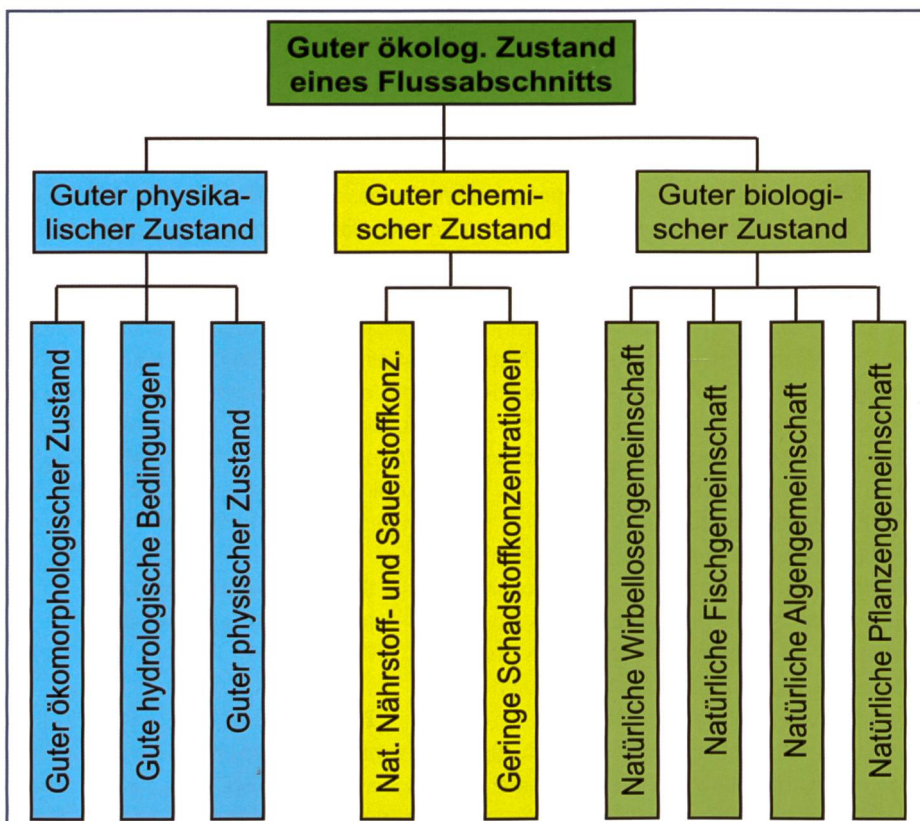 Guter ökolog. Zustand
eines Flussabschnitts
Guter physika-
lischer Zustand
Guter chemi-
scher Zustand
Guter biologi-
scher Zustand
Guter ökomorphologischer Zustand
Gute hydrologische Bedingungen
Guter physischer Zustand
Nat. Nährstoff- und Sauerstoffkonz.
Geringe Schadstoffkonzentrationen
Natürliche Wirbellosengemeinschaft
Natürliche Fischgemeinschaft
Natürliche Algengemeinschaft
Natürliche Pflanzengemeinschaft